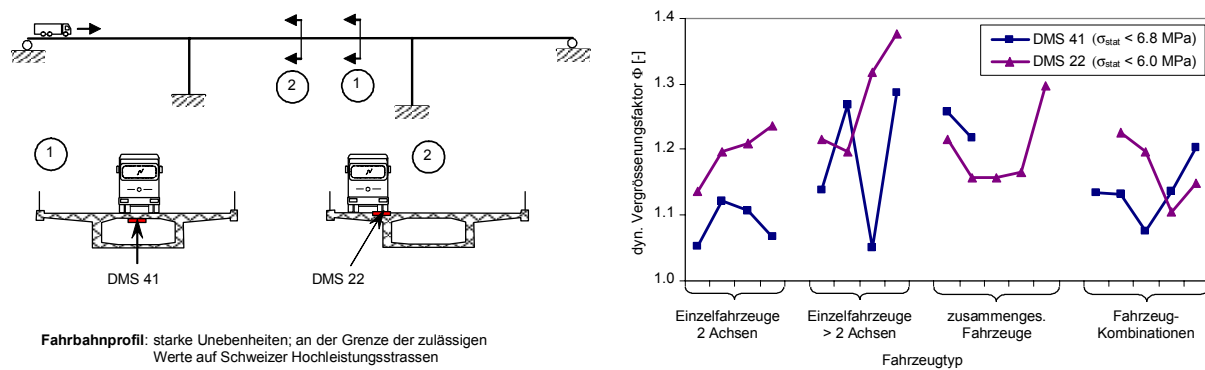 2
1
1
2
DMS 41
DMS 22
Fahrbahnprofil: starke Unebenheiten; an der Grenze der zulässigen
Werte auf Schweizer Hochleistungsstrassen
dyn. Vergrösserungsfaktor Φ [-]
1.4
1.3
1.2
1.1
1.0
DMS 41 (σstat < 6.8 MPa)
DMS 22 (σstat < 6.0 MPa)
Einzelfahrzeuge
2 Achsen
Einzelfahrzeuge
> 2 Achsen
zusammenges.
Fahrzeuge
Fahrzeug-
Kombinationen
Fahrzeugtyp